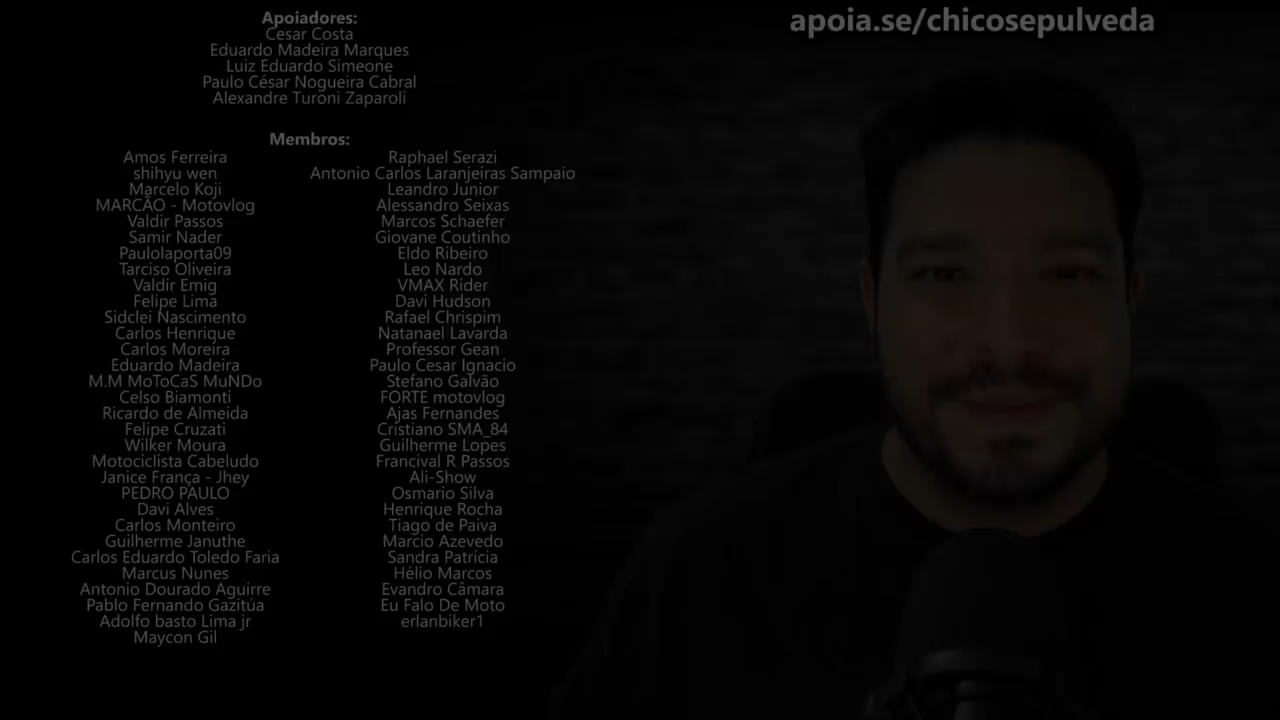 apoia.se/chicosepulveda
Apoiadores:
Cesar Costa
Eduardo Madeira Marques
Luiz Eduardo Simeone
Paulo César Nogueira Cabral
Alexandre Turoni Zaparoli
Membros:
Amos Ferreira
shihyu wen
Marcelo Koji
MARCÃO - Motovlog
Valdir Passos
Samir Nader
Paulolaporta09
Tarciso Oliveira
Valdir Emig
Felipe Lima
Sidclei Nascimento
Carlos Henrique
Carlos Moreira
Eduardo Madeira
M.M MoToCaS MuNDo
Celso Biamonti
Ricardo de Almeida
Felipe Cruzati
Wilker Moura
Motociclista Cabeludo
Janice França - Jhey
PEDRO PAULO
Davi Alves
Carlos Monteiro
Guilherme Januthe
Carlos Eduardo Toledo Faria
Marcus Nunes
Antonio Dourado Aguirre
Pablo Fernando Gazitúa
Adolfo basto Lima jr
Maycon Gil
Raphael Serazi
Antonio Carlos Laranjeiras Sampaio
Leandro Junior
Alessandro Seixas
Marcos Schaefer
Giovane Coutinho
Eldo Ribeiro
Leo Nardo
VMAX Rider
Davi Hudson
Rafael Chrispim
Natanael Lavarda
Professor Gean
Paulo Cesar Ignacio
Stefano Galvão
FORTE motovlog
Ajas Fernandes
Cristiano SMA_84
Guilherme Lopes
Francival R Passos
Ali-Show
Osmario Silva
Henrique Rocha
Tiago de Paiva
Marcio Azevedo
Sandra Patrícia
Hélio Marcos
Evandro Câmara
Eu Falo De Moto
erlanbiker1